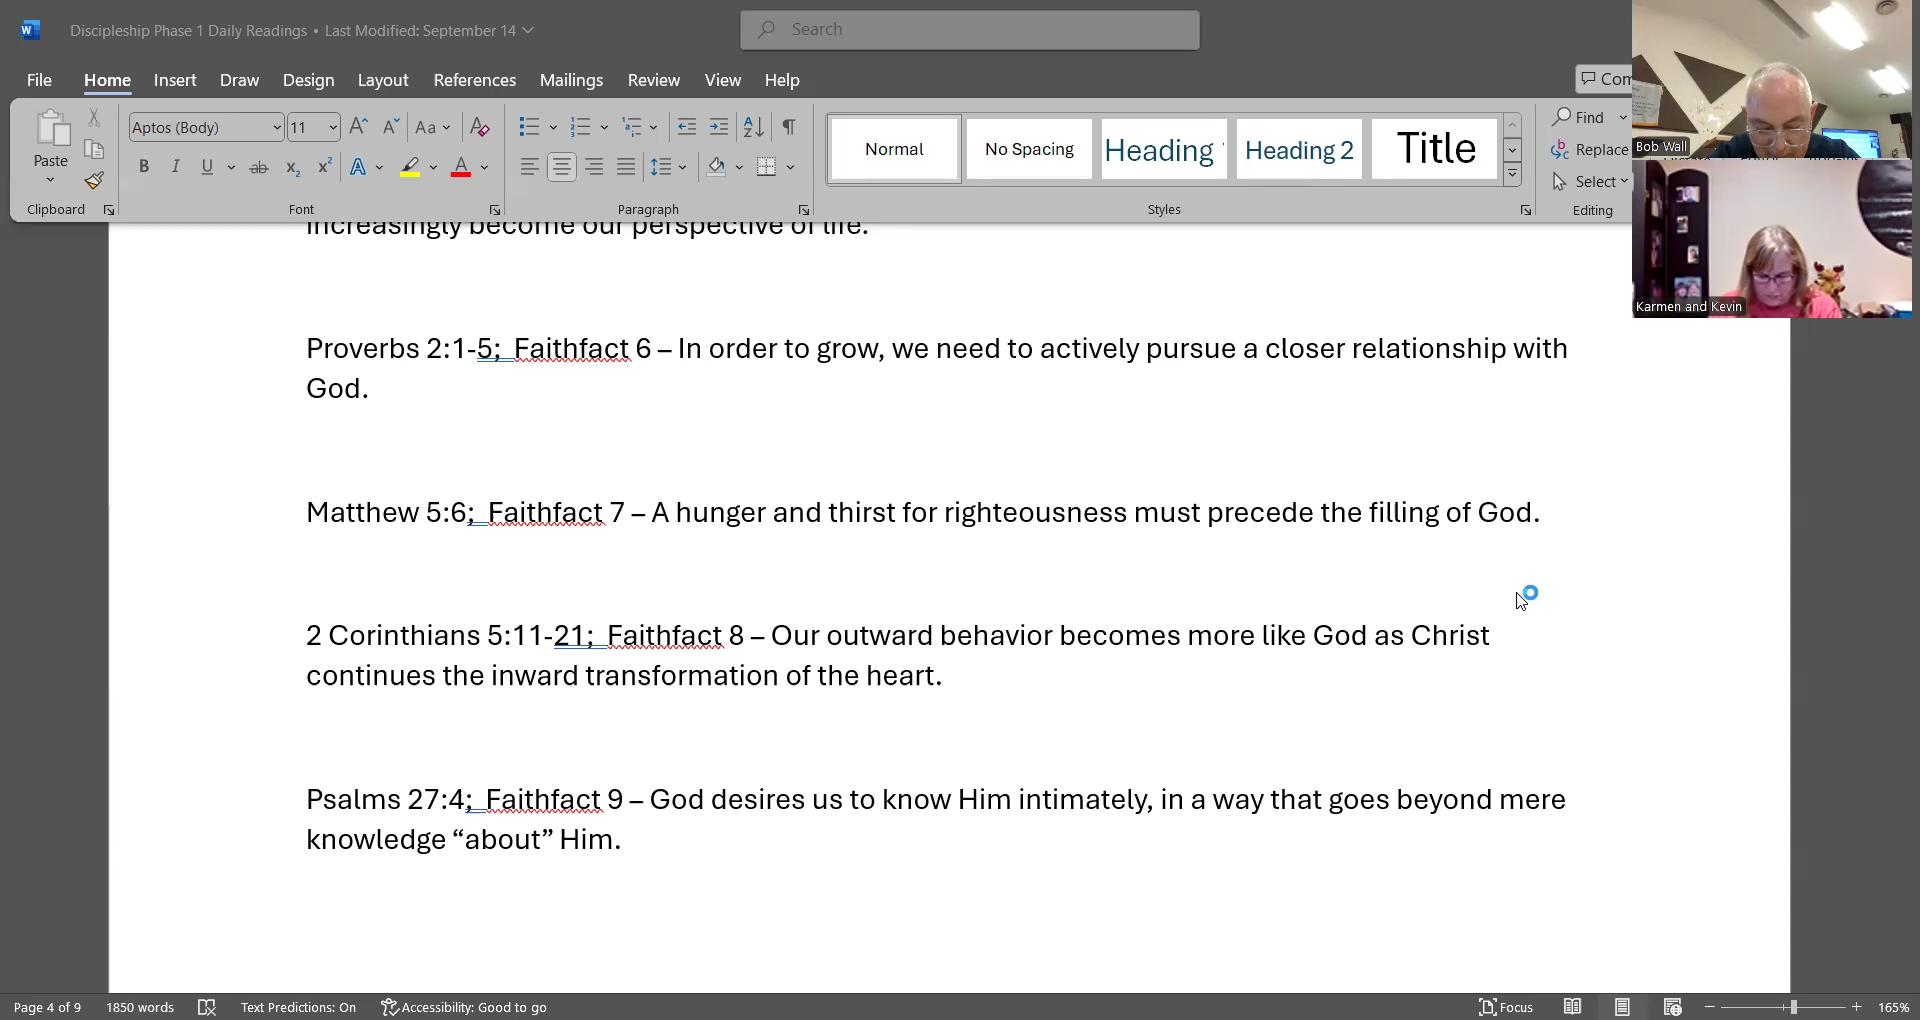 Discipleship Phase 1 Daily Readings • Last Modified: September 14
Search
File Home Insert Draw Design Layout References Mailings Review View Help
Com
Paste
Aptos (Body) 11
Clipboard Font Paragraph
Normal No Spacing Heading Heading 2 Title
Styles
Find
Replace
Select
Editing
Bob Wall
Karmen and Kevin
increasingly become our perspective of life.
Proverbs 2:1-5;  Faithfact 6 – In order to grow, we need to actively pursue a closer relationship with
God.
Matthew 5:6;  Faithfact 7 – A hunger and thirst for righteousness must precede the filling of God.
2 Corinthians 5:11-21;  Faithfact 8 – Our outward behavior becomes more like God as Christ
continues the inward transformation of the heart.
Psalms 27:4;  Faithfact 9 – God desires us to know Him intimately, in a way that goes beyond mere
knowledge “about” Him.
Page 4 of 9 1850 words Text Predictions: On Accessibility: Good to go Focus 165%